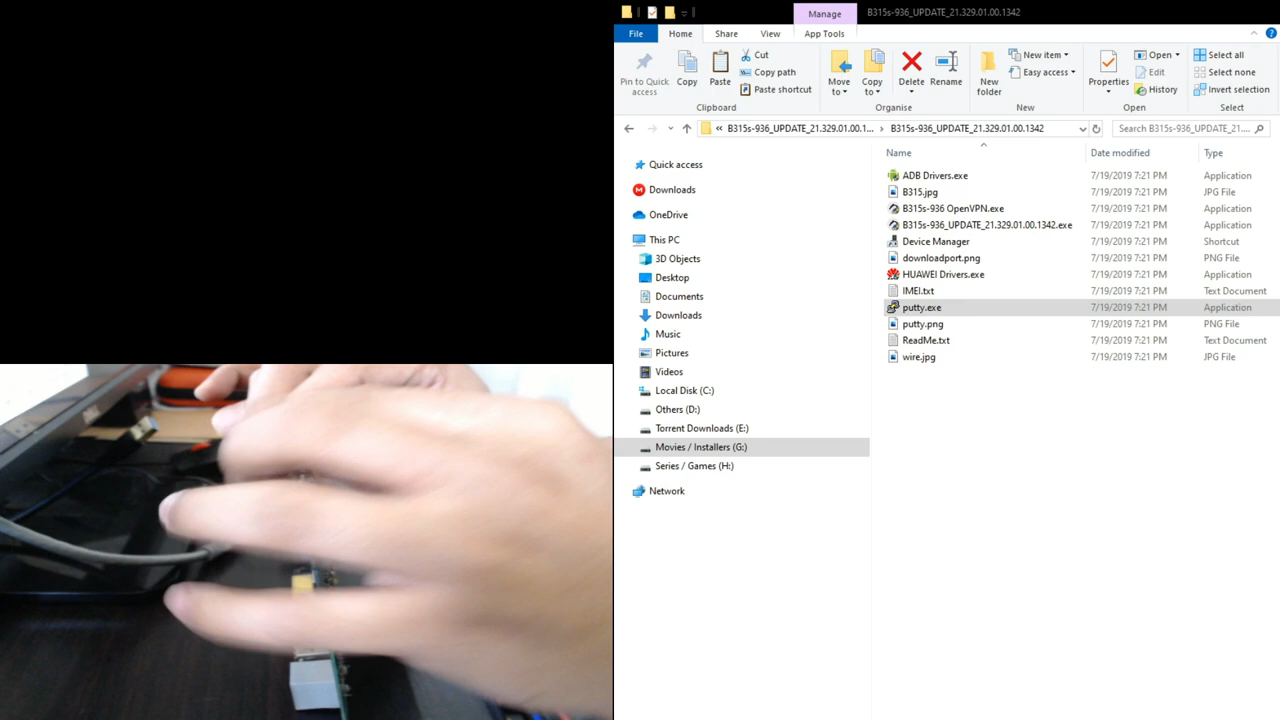 Manage
B315s-936_UPDATE_21.329.01.00.1342
File
Home
Share
View
App Tools
Pin to Quick access
Copy
Paste
Cut
Copy path
Paste shortcut
Clipboard
Move to
Copy to
Delete
Rename
Organise
New folder
New item
Easy access
New
Properties
Open
Edit
History
Open
Select all
Select none
Invert selection
Select
« B315s-936_UPDATE_21.329.01.00.1... > B315s-936_UPDATE_21.329.01.00.1342
Search B315s-936_UPDATE_21....
Quick access
Downloads
OneDrive
This PC
3D Objects
Desktop
Documents
Downloads
Music
Pictures
Videos
Local Disk (C:)
Others (D:)
Torrent Downloads (E:)
Movies / Installers (G:)
Series / Games (H:)
Network
Name Date modified Type
ADB Drivers.exe 7/19/2019 7:21 PM Application
B315.jpg 7/19/2019 7:21 PM JPG File
B315s-936 OpenVPN.exe 7/19/2019 7:21 PM Application
B315s-936_UPDATE_21.329.01.00.1342.exe 7/19/2019 7:21 PM Application
Device Manager 7/19/2019 7:21 PM Shortcut
downloadport.png 7/19/2019 7:21 PM PNG File
HUAWEI Drivers.exe 7/19/2019 7:21 PM Application
IMEI.txt 7/19/2019 7:21 PM Text Document
putty.exe 7/19/2019 7:21 PM Application
putty.png 7/19/2019 7:21 PM PNG File
ReadMe.txt 7/19/2019 7:21 PM Text Document
wire.jpg 7/19/2019 7:21 PM JPG File